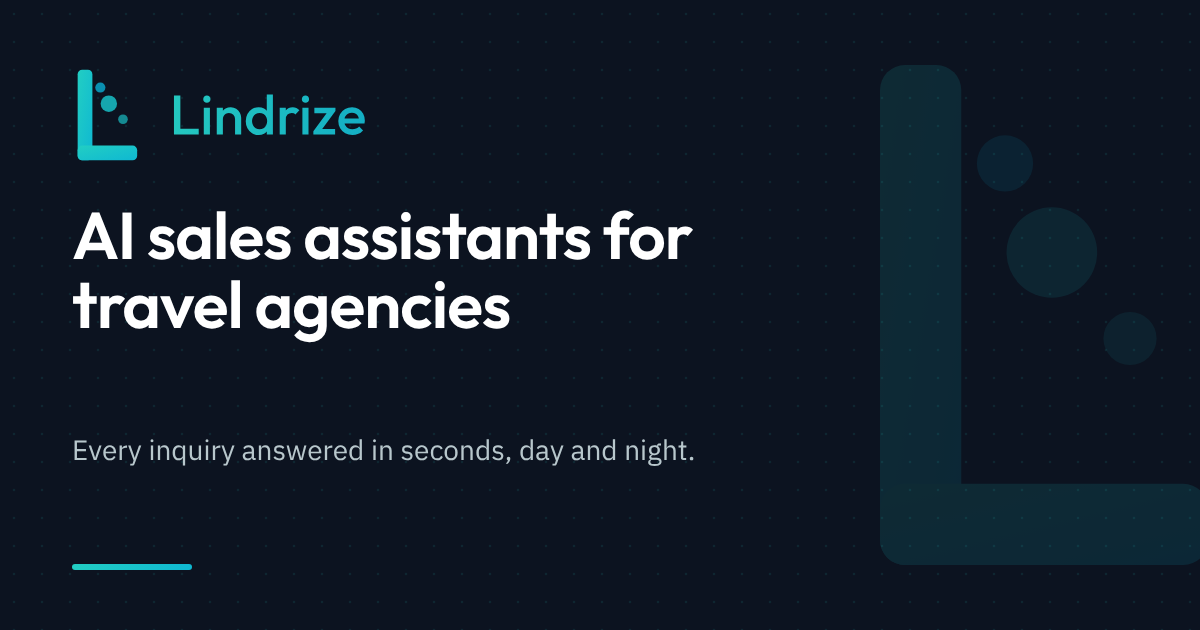 Lindrize
AI sales assistants for
travel agencies
Every inquiry answered in seconds, day and night.